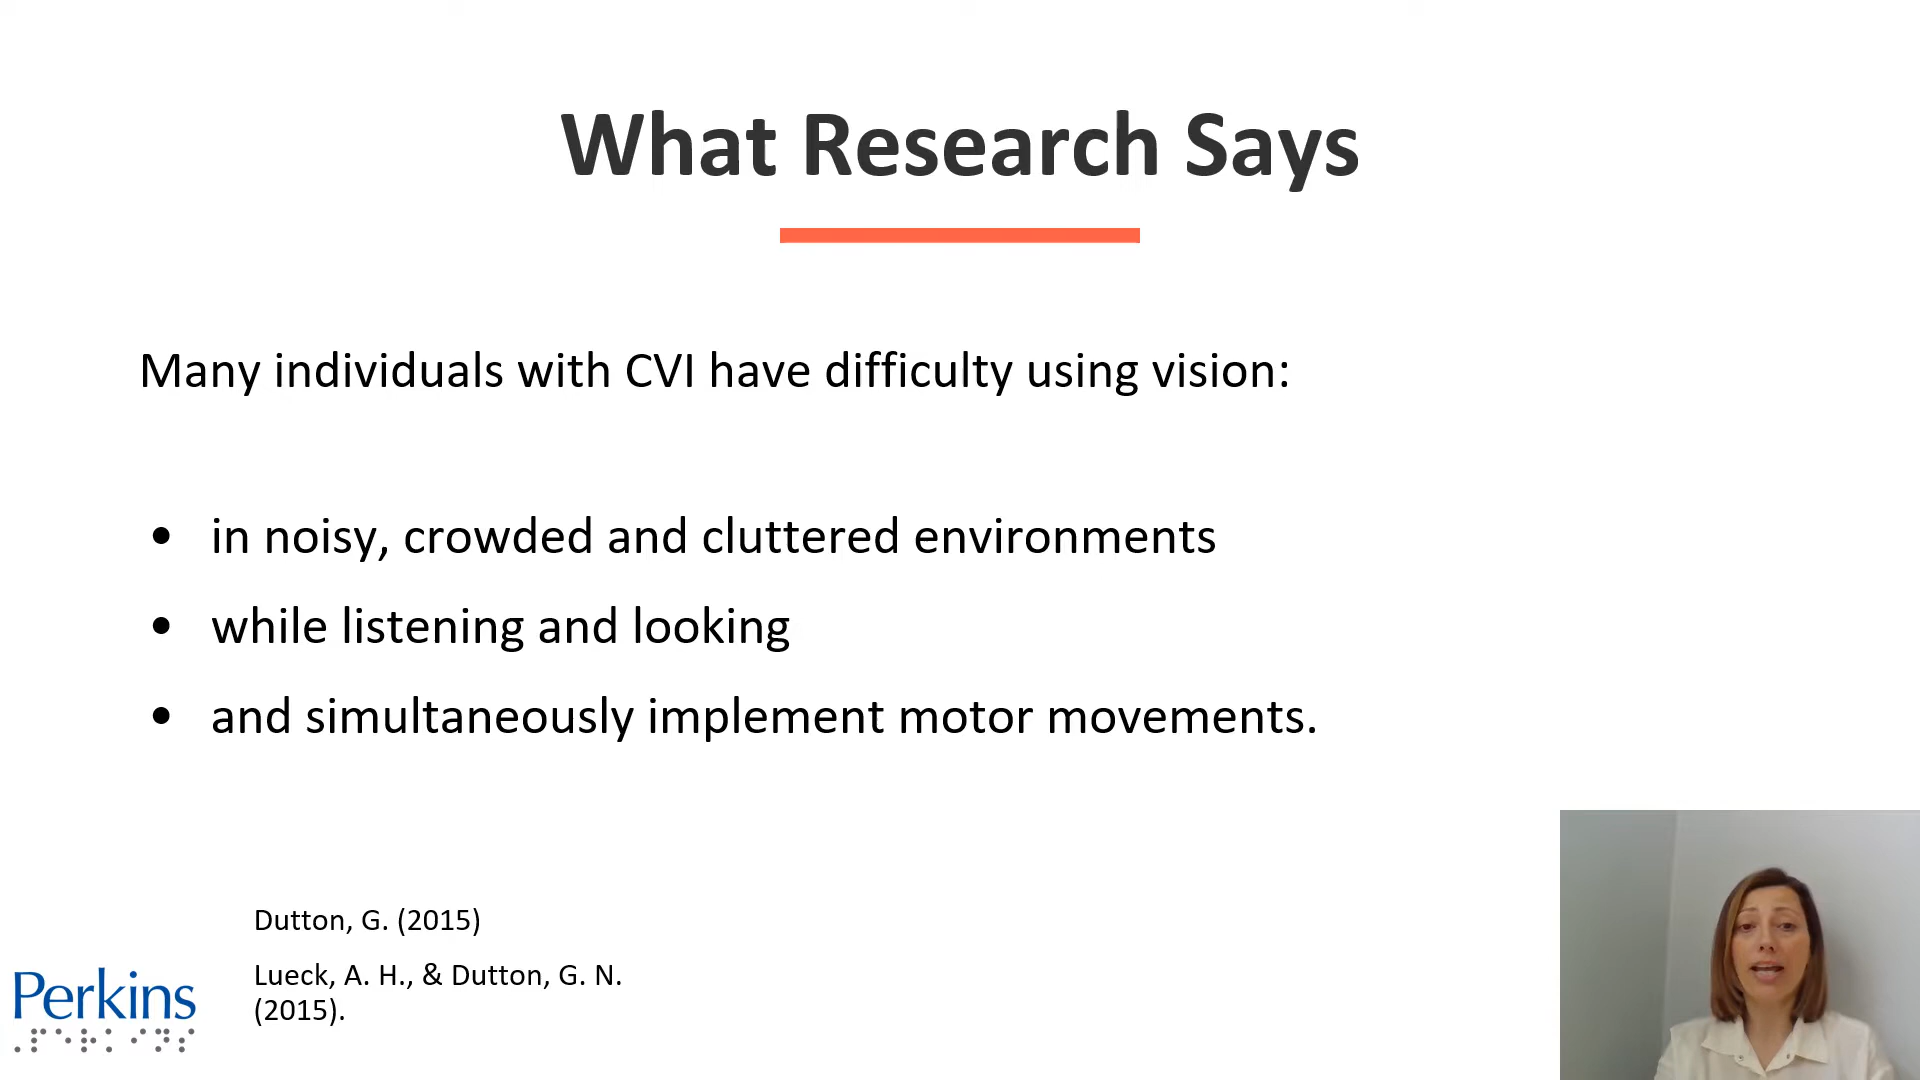 What Research Says
Many individuals with CVI have difficulty using vision:
• in noisy, crowded and cluttered environments
• while listening and looking
• and simultaneously implement motor movements.
Dutton, G. (2015)
Lueck, A. H., & Dutton, G. N.
(2015).
Perkins
⠠⠏⠑⠗⠅⠊⠝⠎